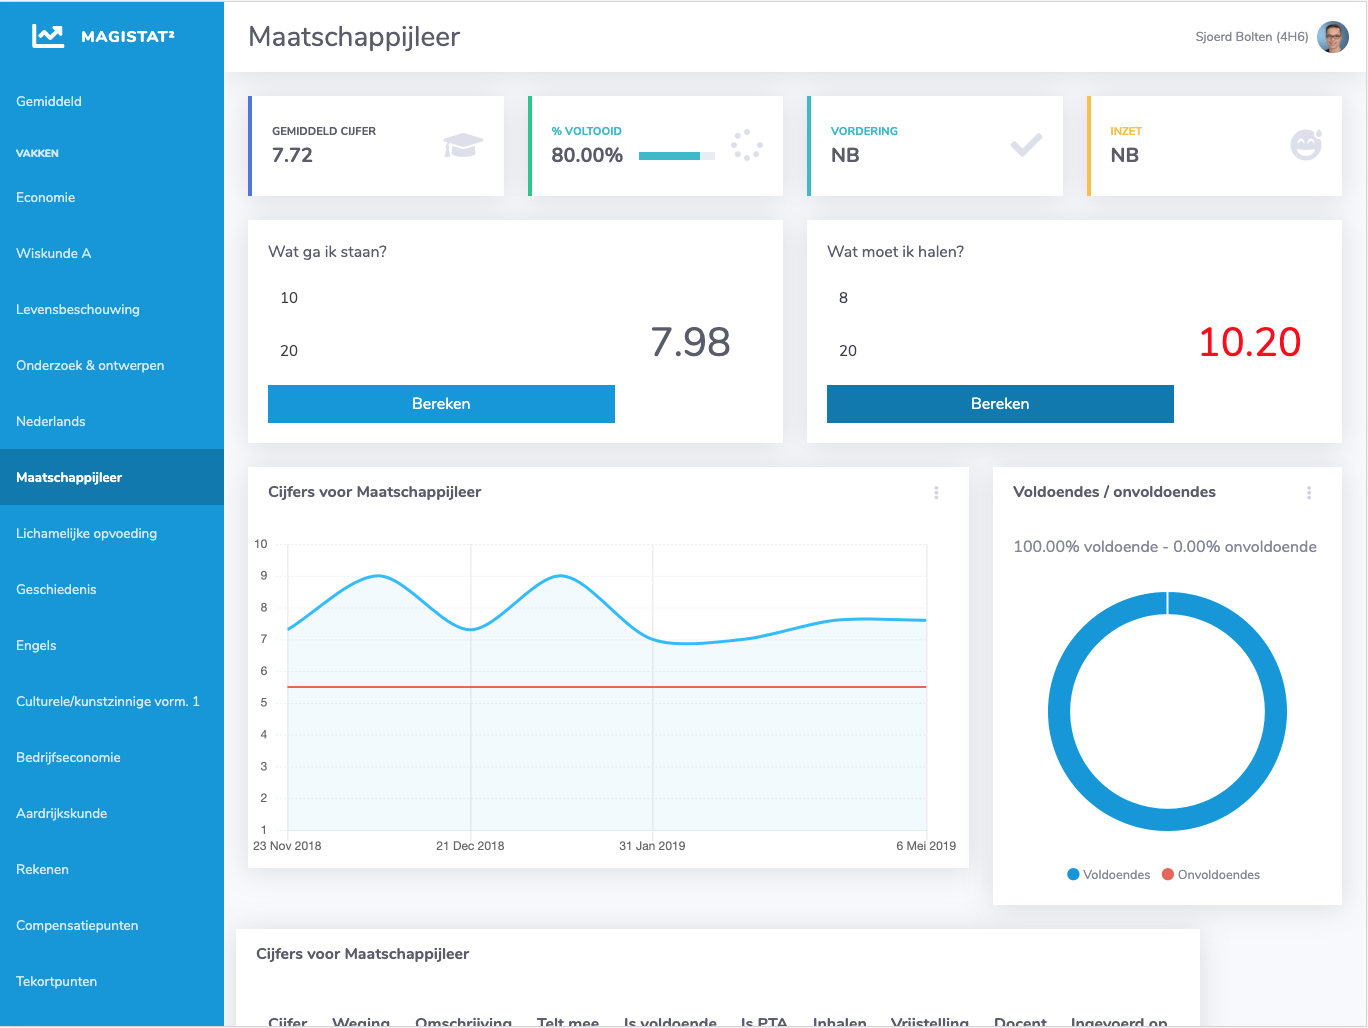 MAGISTAT²
Maatschappijleer
Sjoerd Bolten (4H6)
Gemiddeld
VAKKEN
Economie
Wiskunde A
Levensbeschouwing
Onderzoek & ontwerpen
Nederlands
Maatschappijleer
Lichamelijke opvoeding
Geschiedenis
Engels
Culturele/kunstzinnige vorm. 1
Bedrijfseconomie
Aardrijkskunde
Rekenen
Compensatiepunten
Tekortpunten
GEMIDDELD CIJFER
7.72
% VOLTOOID
80.00%
VORDERING
NB
INZET
NB
Wat ga ik staan?
10
20
7.98
Bereken
Wat moet ik halen?
8
20
10.20
Bereken
Cijfers voor Maatschappijleer
10
9
8
7
6
5
4
3
2
1
23 Nov 2018 21 Dec 2018 31 Jan 2019 6 Mei 2019
Voldoendes / onvoldoendes
100.00% voldoende - 0.00% onvoldoende
Voldoendes Onvoldoendes
Cijfers voor Maatschappijleer
Cijfer Weging Omschrijving Telt mee Is voldoende Is PTA Inhalen Vrijstelling Docent Ingevoerd op